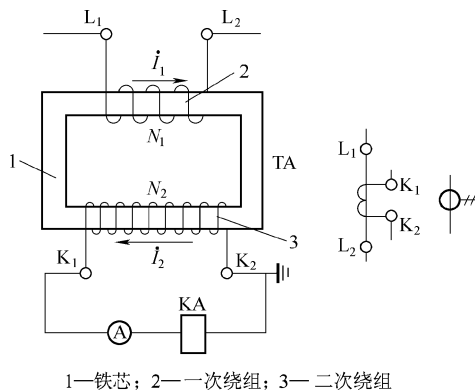 L₁ L₂
İ₁ 2
N₁
1 TA
N₂
3
İ₂
K₁ K₂
KA
A
L₁
K₁
K₂
L₂
1—铁芯；2—一次绕组；3—二次绕组